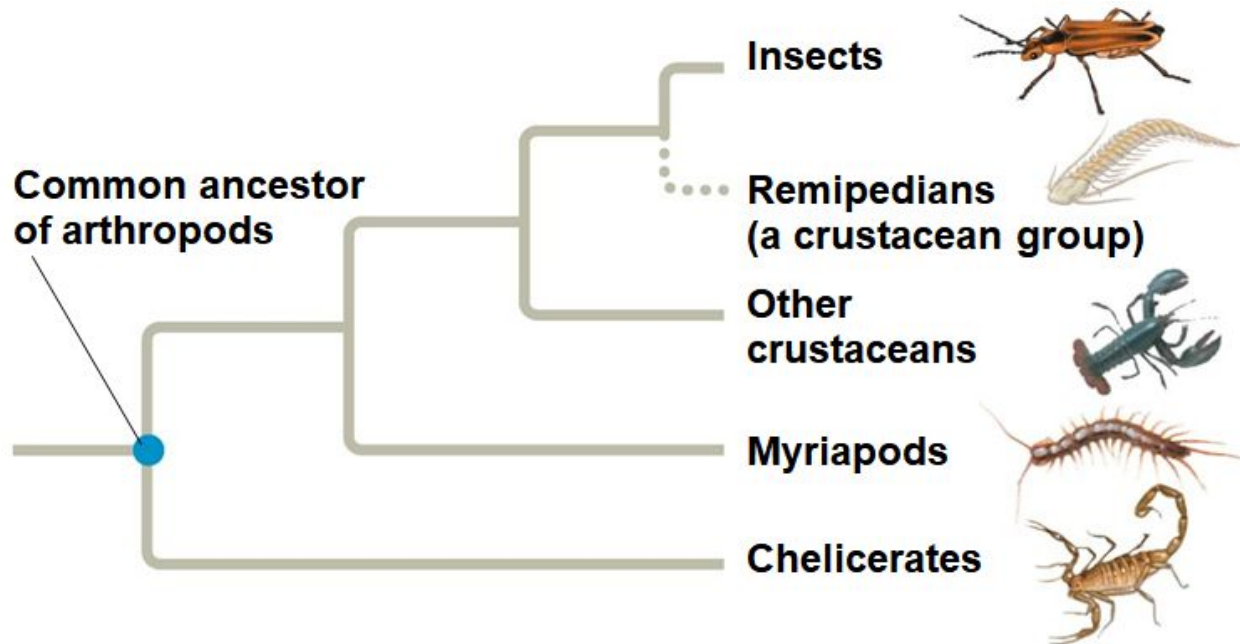 Insects
Common ancestor
of arthropods
Remipedians
(a crustacean group)
Other
crustaceans
Myriapods
Chelicerates